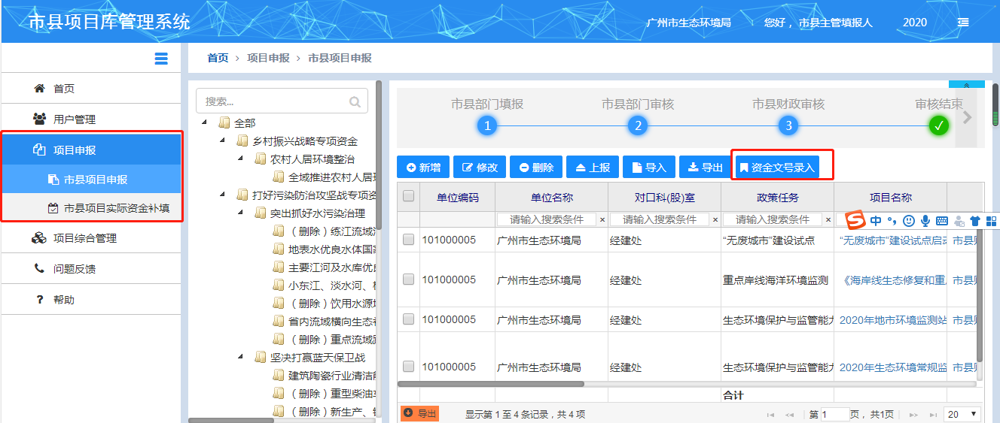 市县项目库管理系统
广州市生态环境局 您好， 市县主管填报人 2020
首页 > 项目申报 > 市县项目申报
首页
用户管理
项目申报
市县项目申报
市县项目实际资金补填
项目综合管理
问题反馈
? 帮助
搜索...
全部
乡村振兴战略专项资金
农村人居环境整治
全域推进农村人居环
打好污染防治攻坚战专项资
突出抓好水污染治理
（删除）练江流域
地表水优良水体国家
主要江河及水库优良
小东江、淡水河、
（删除）饮用水源
省内流域横向生态补
（删除）重点流域
坚决打赢蓝天保卫战
建筑陶瓷行业清洁能
（删除）重型柴油车
（删除）新生产、
市县部门填报 市县部门审核 市县财政审核 审核结束
1 2 3 ✓
新增 修改 删除 上报 导入 导出 资金文号录入
单位编码 单位名称 对口科(股)室 政策任务 项目名称
请输入搜索条件 × 请输入搜索条件 × 请输入搜索条件 × 中
101000005 广州市生态环境局 经建处 “无废城市”建设试点 “无废城市”建设试点启动 市县财
101000005 广州市生态环境局 经建处 重点岸线海洋环境监测 《海岸线生态修复和重 市县财
101000005 广州市生态环境局 经建处 生态环境保护与监管能力 2020年地市环境监测站 市县财
101000005 广州市生态环境局 经建处 生态环境保护与监管能力 2020年生态环境常规监 市县财
合计
导出 显示第 1 至 4 条记录，共 4 项 第 1 页，共1页 20